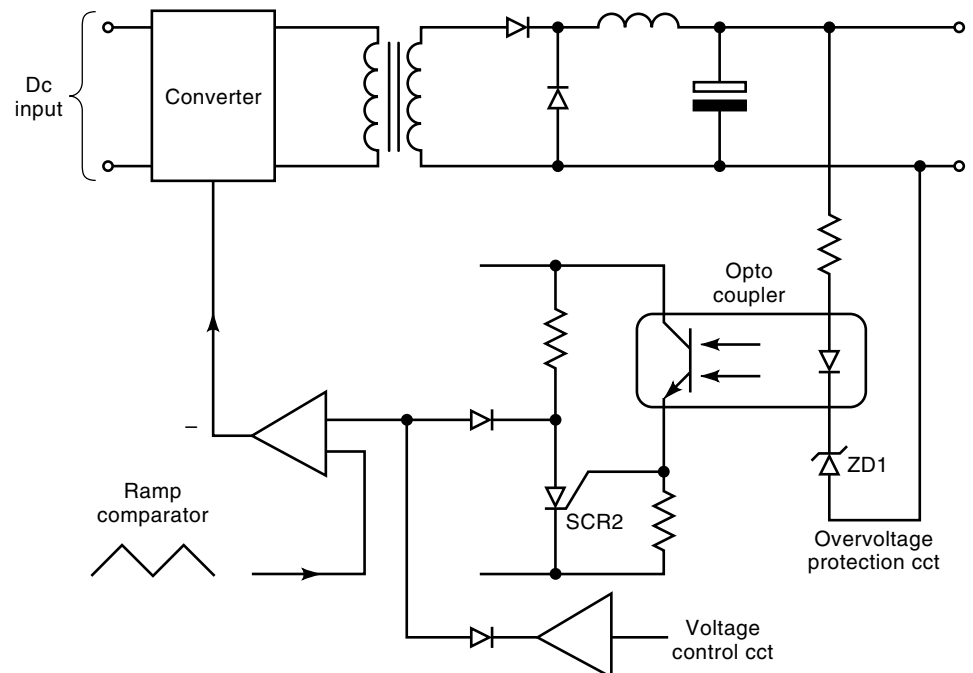 Dc
input
Converter
Opto
coupler
–
ZD1
Ramp
comparator
SCR2
Overvoltage
protection cct
Voltage
control cct